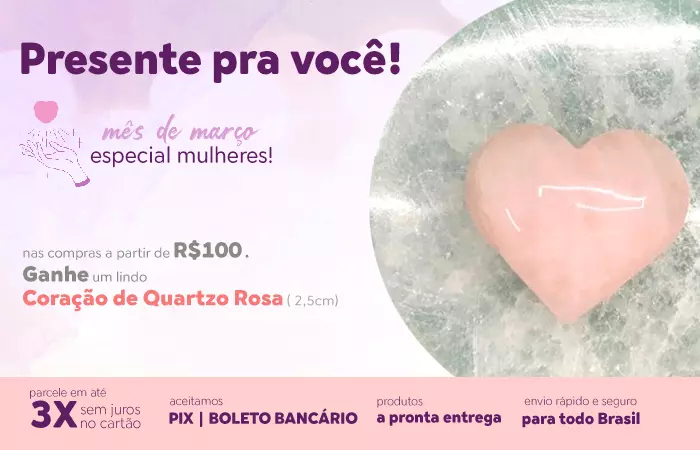 Presente pra você!
mês de março
especial mulheres!
nas compras a partir de R$100.
Ganhe um lindo
Coração de Quartzo Rosa ( 2,5cm)
parcele em até
3X sem juros
no cartão
aceitamos
PIX | BOLETO BANCÁRIO
produtos
a pronta entrega
envio rápido e seguro
para todo Brasil